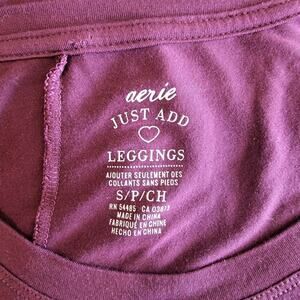 aerie
JUST ADD
LEGGINGS
AJOUTER SEULEMENT DES
COLLANTS SANS PIEDS
S/P/CH
RN 54485 CA 03617
MADE IN CHINA
FABRIQUÉ EN CHINE
HECHO EN CHINA